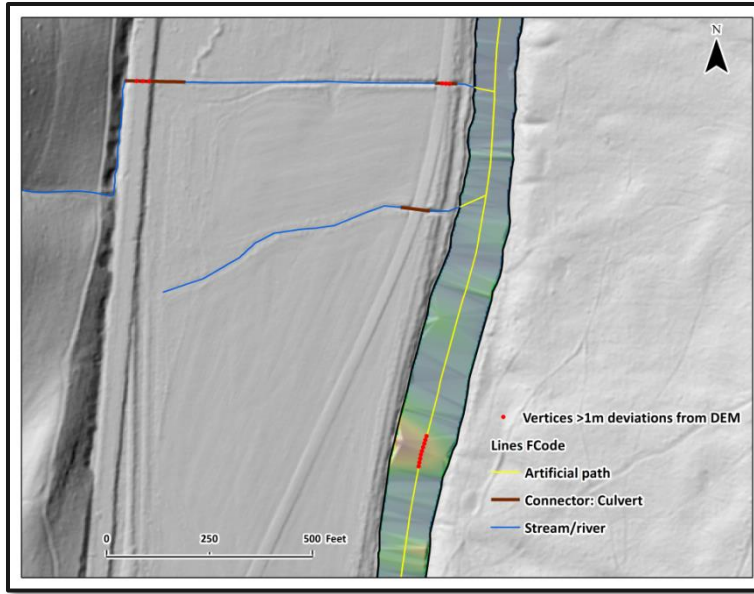 N
Vertices >1m deviations from DEM
Lines FCode
Artificial path
Connector: Culvert
Stream/river
0 250 500 Feet